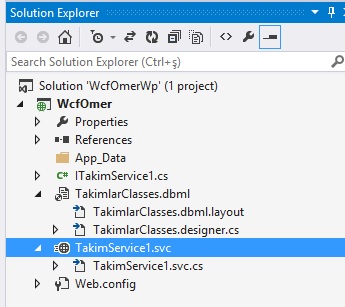 Solution Explorer
Search Solution Explorer (Ctrl+ş)
Solution 'WcfOmerWp' (1 project)
WcfOmer
Properties
References
App_Data
C# ITakimService1.cs
TakimlarClasses.dbml
TakimlarClasses.dbml.layout
TakimlarClasses.designer.cs
TakimService1.svc
TakimService1.svc.cs
Web.config